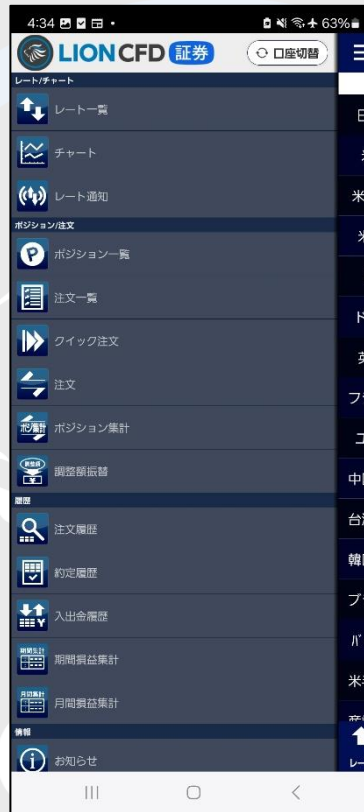 4:34
63%
LION CFD 証券
口座切替
レート/チャート
レート一覧
チャート
レート通知
ポジション/注文
ポジション一覧
注文一覧
クイック注文
注文
ポジション集計
調整額振替
履歴
注文履歴
約定履歴
入出金履歴
期間損益集計
月間損益集計
情報
お知らせ